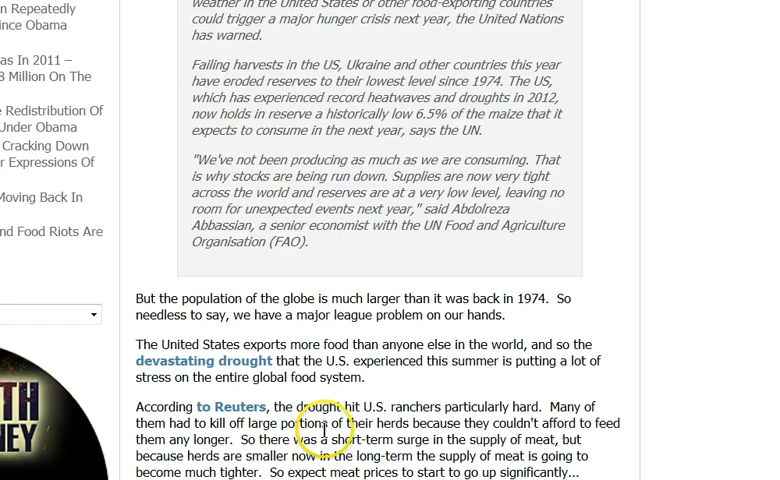 n Repeatedly
ince Obama
as In 2011 –
8 Million On The
e Redistribution Of
Under Obama
Cracking Down
r Expressions Of
Moving Back In
nd Food Riots Are
weather in the United States or other food-exporting countries
could trigger a major hunger crisis next year, the United Nations
has warned.
Failing harvests in the US, Ukraine and other countries this year
have eroded reserves to their lowest level since 1974. The US,
which has experienced record heatwaves and droughts in 2012,
now holds in reserve a historically low 6.5% of the maize that it
expects to consume in the next year, says the UN.
"We've not been producing as much as we are consuming. That
is why stocks are being run down. Supplies are now very tight
across the world and reserves are at a very low level, leaving no
room for unexpected events next year," said Abdolreza
Abbassian, a senior economist with the UN Food and Agriculture
Organisation (FAO).
But the population of the globe is much larger than it was back in 1974.  So
needless to say, we have a major league problem on our hands.
The United States exports more food than anyone else in the world, and so the
devastating drought that the U.S. experienced this summer is putting a lot of
stress on the entire global food system.
According to Reuters, the drought hit U.S. ranchers particularly hard.  Many of
them had to kill off large portions of their herds because they couldn't afford to feed
them any longer.  So there was a short-term surge in the supply of meat, but
because herds are smaller now in the long-term the supply of meat is going to
become much tighter.  So expect meat prices to start to go up significantly...
TH
NEY